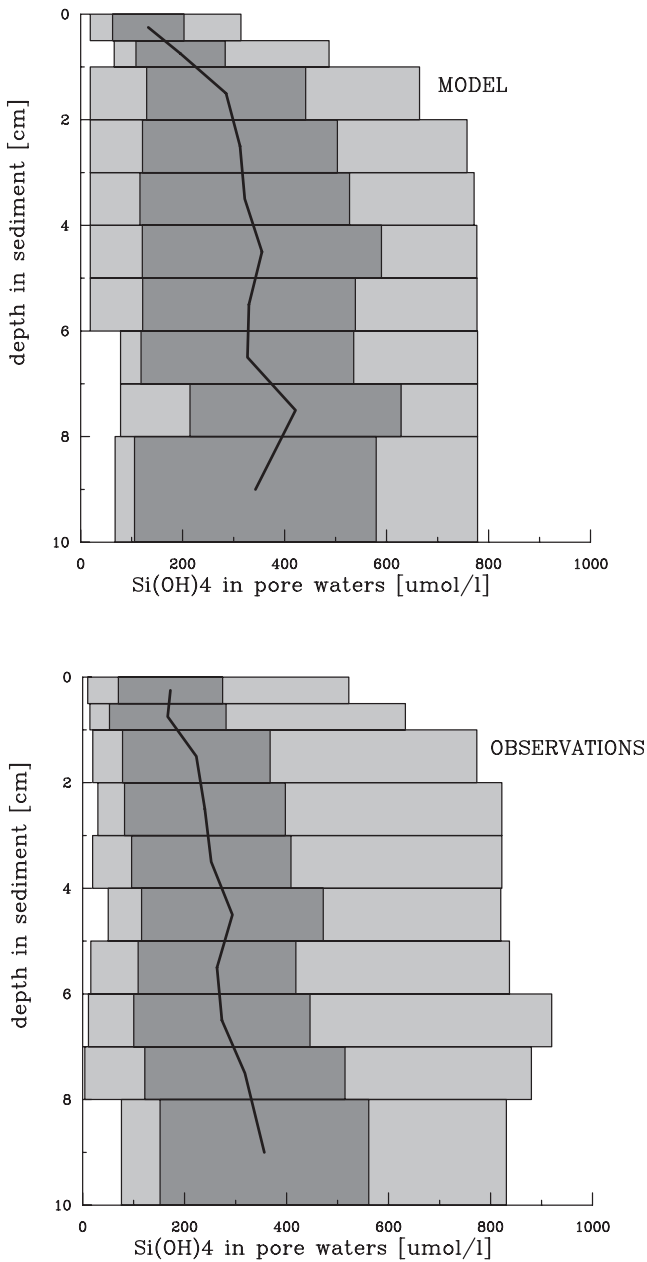 0
MODEL
2
4
6
8
10
depth in sediment [cm]
0 200 400 600 800 1000
Si(OH)4 in pore waters [umol/l]
0
OBSERVATIONS
2
4
6
8
10
depth in sediment [cm]
0 200 400 600 800 1000
Si(OH)4 in pore waters [umol/l]